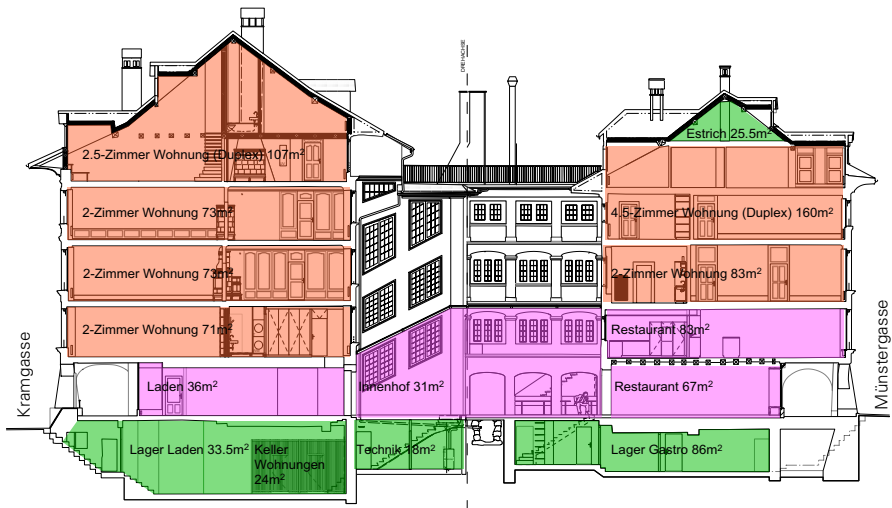 DREHACHSE
Estrich 25.5m²
2.5-Zimmer Wohnung (Duplex) 107m²
2-Zimmer Wohnung 73m²
4.5-Zimmer Wohnung (Duplex) 160m²
2-Zimmer Wohnung 73m²
2-Zimmer Wohnung 83m²
2-Zimmer Wohnung 71m²
Restaurant 83m²
Kramgasse
Münstergasse
Laden 36m²
Innenhof 31m²
Restaurant 67m²
Lager Laden 33.5m²
Keller
Wohnungen
24m²
Technik 18m²
Lager Gastro 86m²